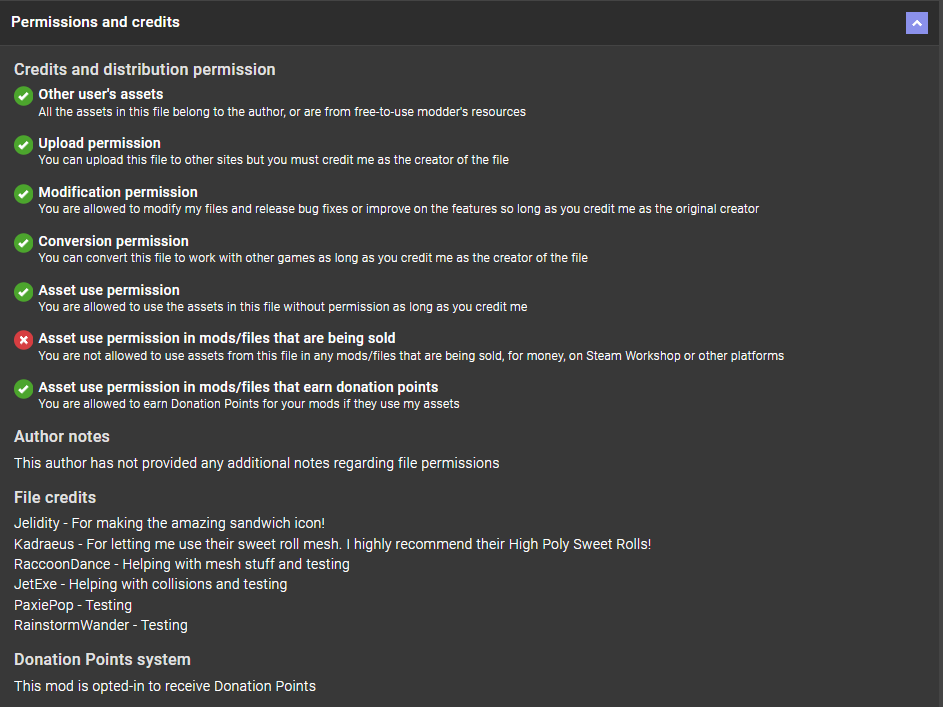 Permissions and credits
Credits and distribution permission
Other user's assets
All the assets in this file belong to the author, or are from free-to-use modder's resources
Upload permission
You can upload this file to other sites but you must credit me as the creator of the file
Modification permission
You are allowed to modify my files and release bug fixes or improve on the features so long as you credit me as the original creator
Conversion permission
You can convert this file to work with other games as long as you credit me as the creator of the file
Asset use permission
You are allowed to use the assets in this file without permission as long as you credit me
Asset use permission in mods/files that are being sold
You are not allowed to use assets from this file in any mods/files that are being sold, for money, on Steam Workshop or other platforms
Asset use permission in mods/files that earn donation points
You are allowed to earn Donation Points for your mods if they use my assets
Author notes
This author has not provided any additional notes regarding file permissions
File credits
Jelidity - For making the amazing sandwich icon!
Kadraeus - For letting me use their sweet roll mesh. I highly recommend their High Poly Sweet Rolls!
RaccoonDance - Helping with mesh stuff and testing
JetExe - Helping with collisions and testing
PaxiePop - Testing
RainstormWander - Testing
Donation Points system
This mod is opted-in to receive Donation Points